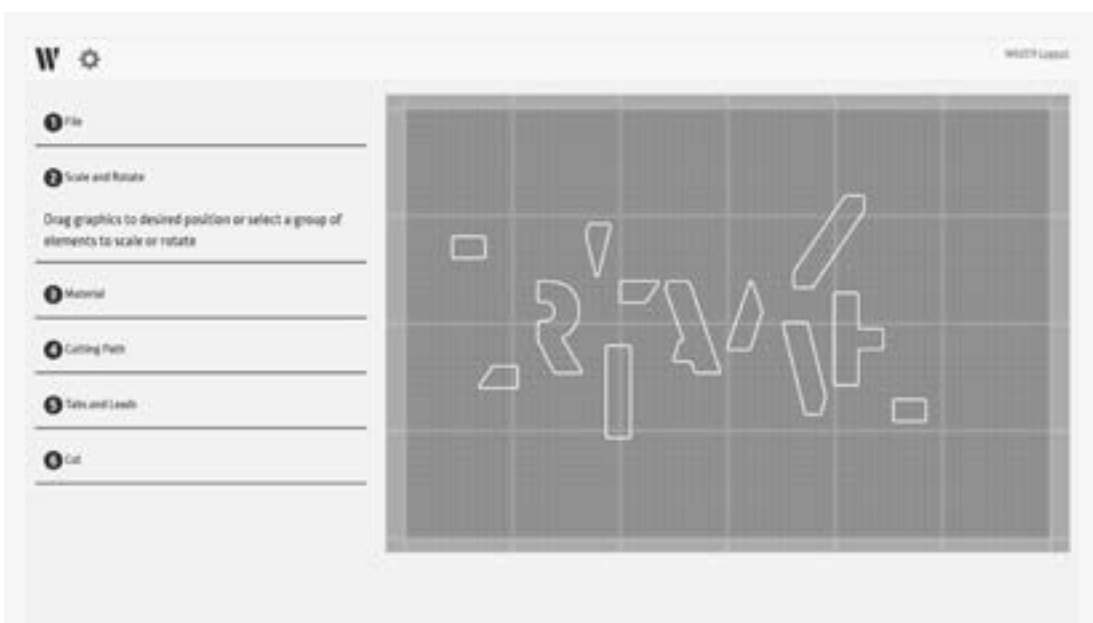 W
Logout
1 File
2 Scale and Rotate
Drag graphics to desired position or select a group of
elements to scale or rotate
3 Material
4 Cutting Path
5 Tabs and Leads
6 Cut